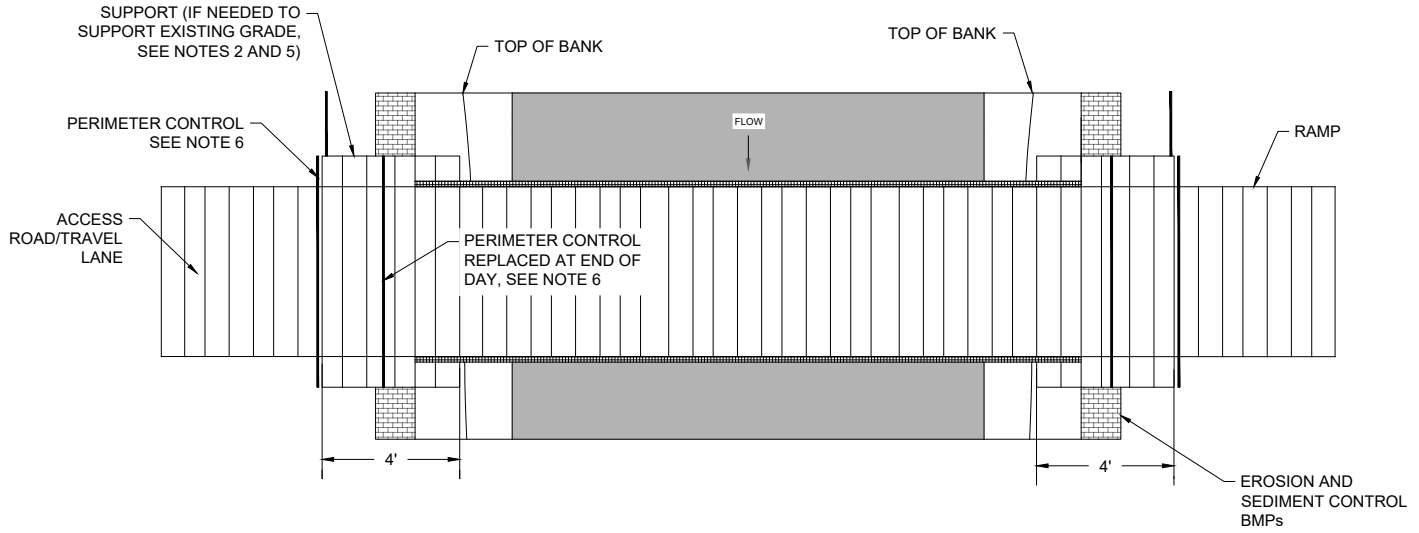 SUPPORT (IF NEEDED TO
SUPPORT EXISTING GRADE,
SEE NOTES 2 AND 5)
TOP OF BANK
TOP OF BANK
PERIMETER CONTROL
SEE NOTE 6
FLOW
RAMP
ACCESS
ROAD/TRAVEL
LANE
PERIMETER CONTROL
REPLACED AT END OF
DAY, SEE NOTE 6
4'
4'
EROSION AND
SEDIMENT CONTROL
BMPs